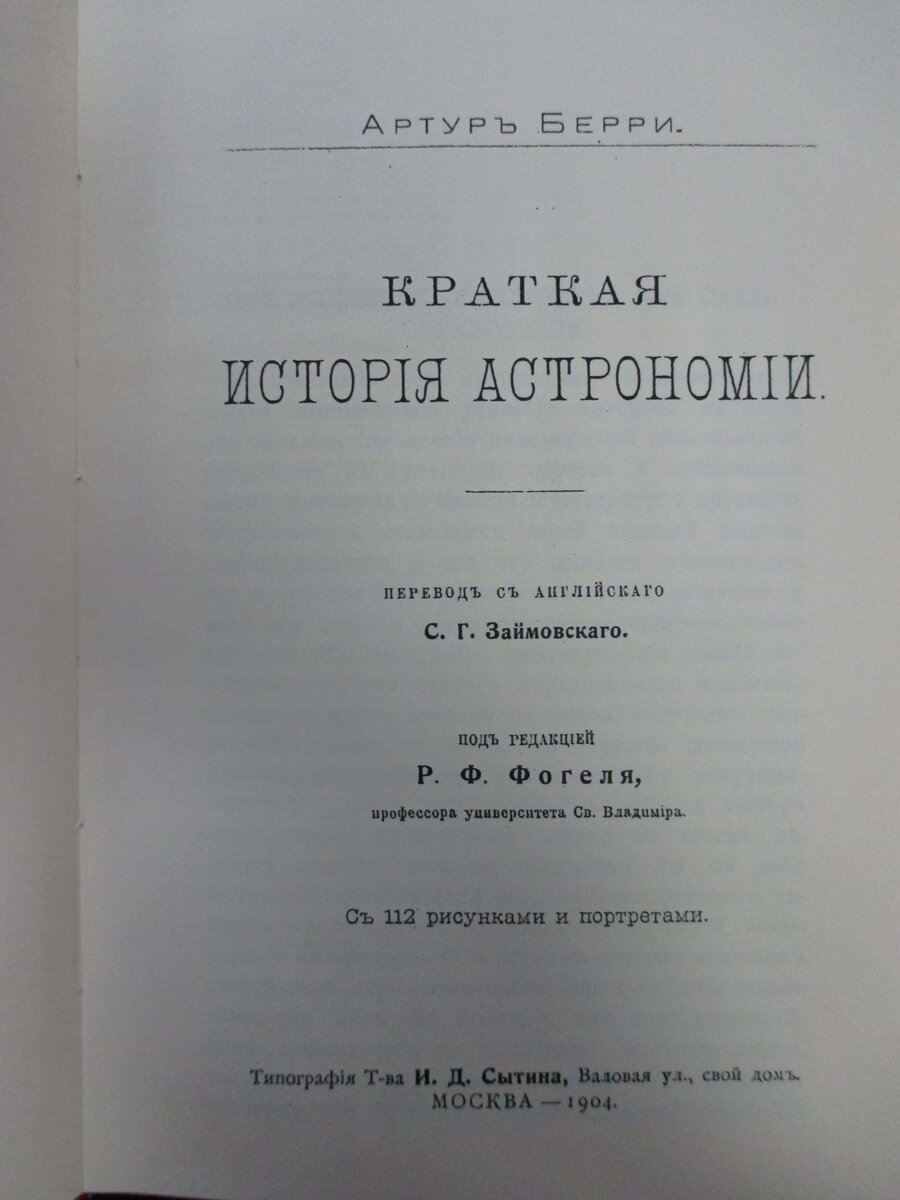 Артуръ Берри.
КРАТКАЯ
ИСТОРІЯ АСТРОНОМІИ.
ПЕРЕВОДЪ СЪ АНГЛІЙСКАГО
С. Г. Займовскаго.
ПОДЪ РЕДАКЦІЕЙ
Р. Ф. Фогеля,
профессора университета Св. Владиміра.
Съ 112 рисунками и портретами.
Типографія Т-ва И. Д. Сытина, Валовая ул., свой домъ.
МОСКВА — 1904.